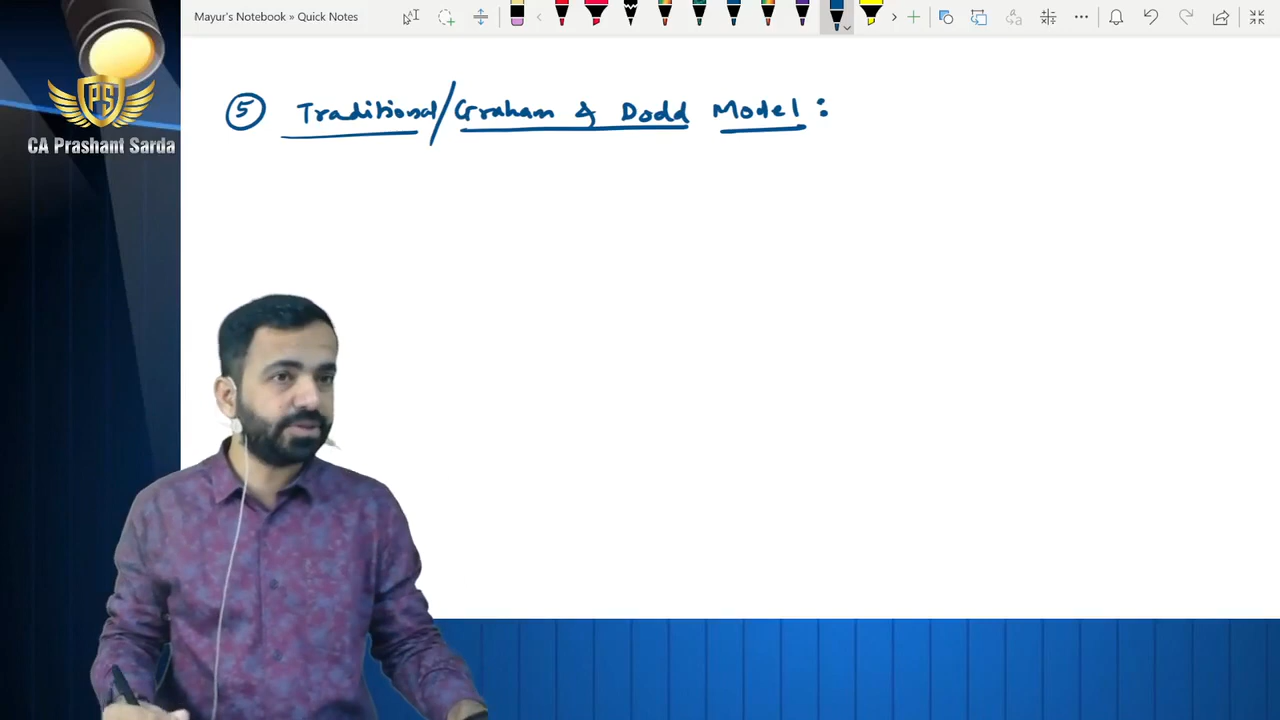 Mayur's Notebook » Quick Notes
PS
CA Prashant Sarda
⑤ Traditional/Graham & Dodd Model: